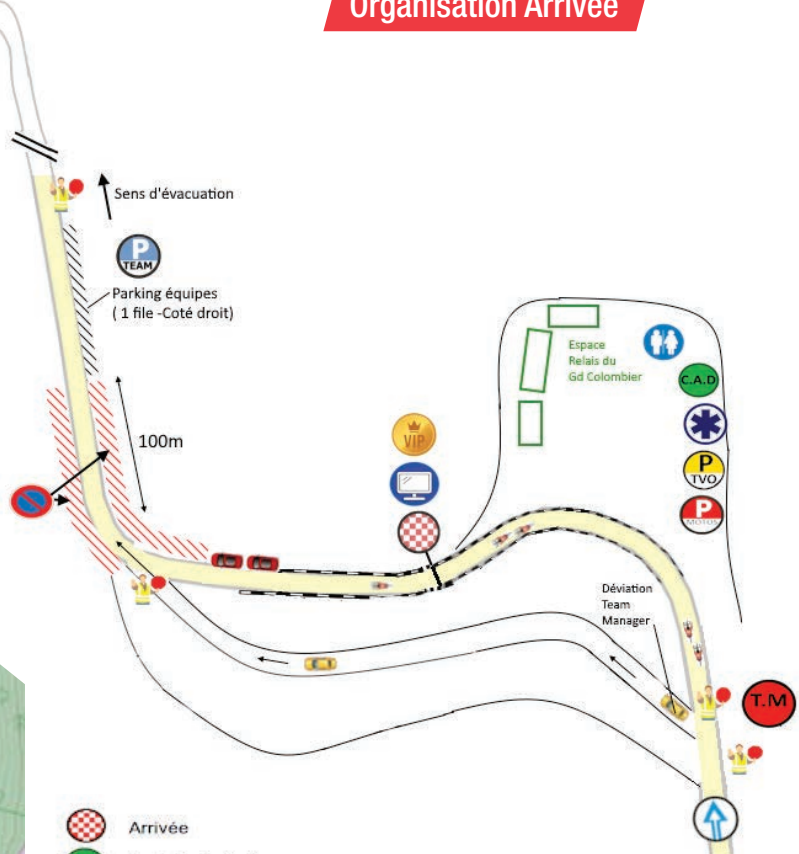 Organisation Arrivée
Sens d'évacuation
P
TEAM
Parking équipes
( 1 file -Coté droit)
100m
VIP
Espace
Relais du
Gd Colombier
C.A.D
P
TVO
P
MOTOS
Déviation
Team
Manager
T.M
Arrivée